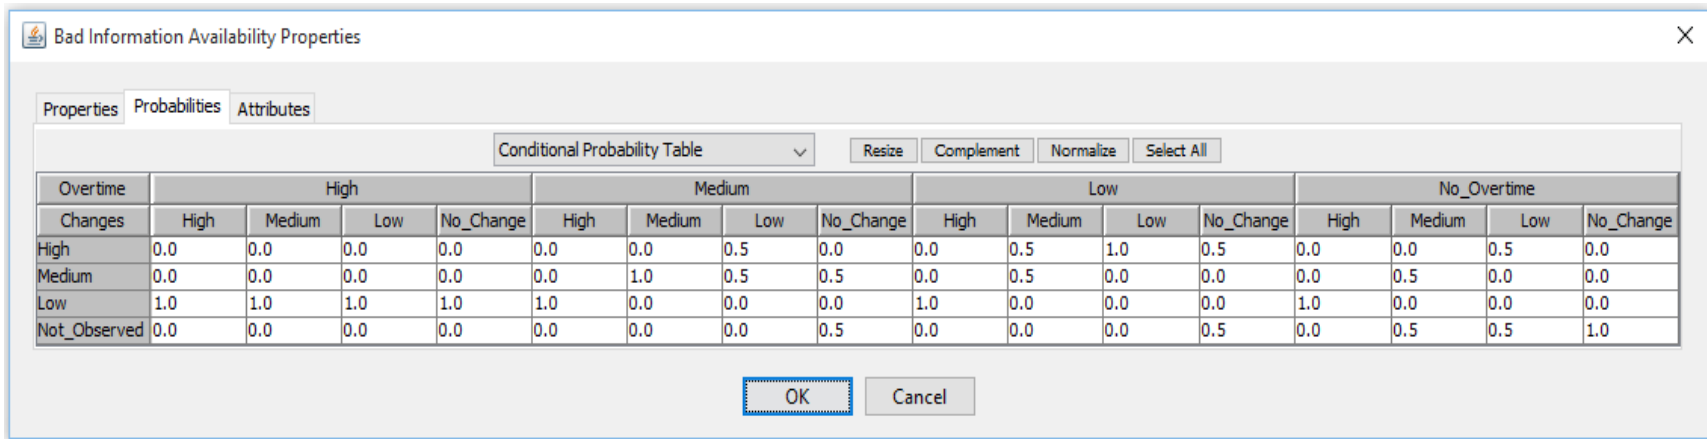 Bad Information Availability Properties
Properties Probabilities Attributes
Conditional Probability Table Resize Complement Normalize Select All
Overtime High Medium Low No_Overtime
Changes High Medium Low No_Change High Medium Low No_Change High Medium Low No_Change High Medium Low No_Change
High 0.0 0.0 0.0 0.0 0.0 0.0 0.5 0.0 0.0 0.5 1.0 0.5 0.0 0.0 0.5 0.0
Medium 0.0 0.0 0.0 0.0 0.0 1.0 0.5 0.5 0.0 0.5 0.0 0.0 0.0 0.5 0.0 0.0
Low 1.0 1.0 1.0 1.0 1.0 0.0 0.0 0.0 1.0 0.0 0.0 0.0 1.0 0.0 0.0 0.0
Not_Observed 0.0 0.0 0.0 0.0 0.0 0.0 0.0 0.5 0.0 0.0 0.0 0.5 0.0 0.5 0.5 1.0
OK Cancel